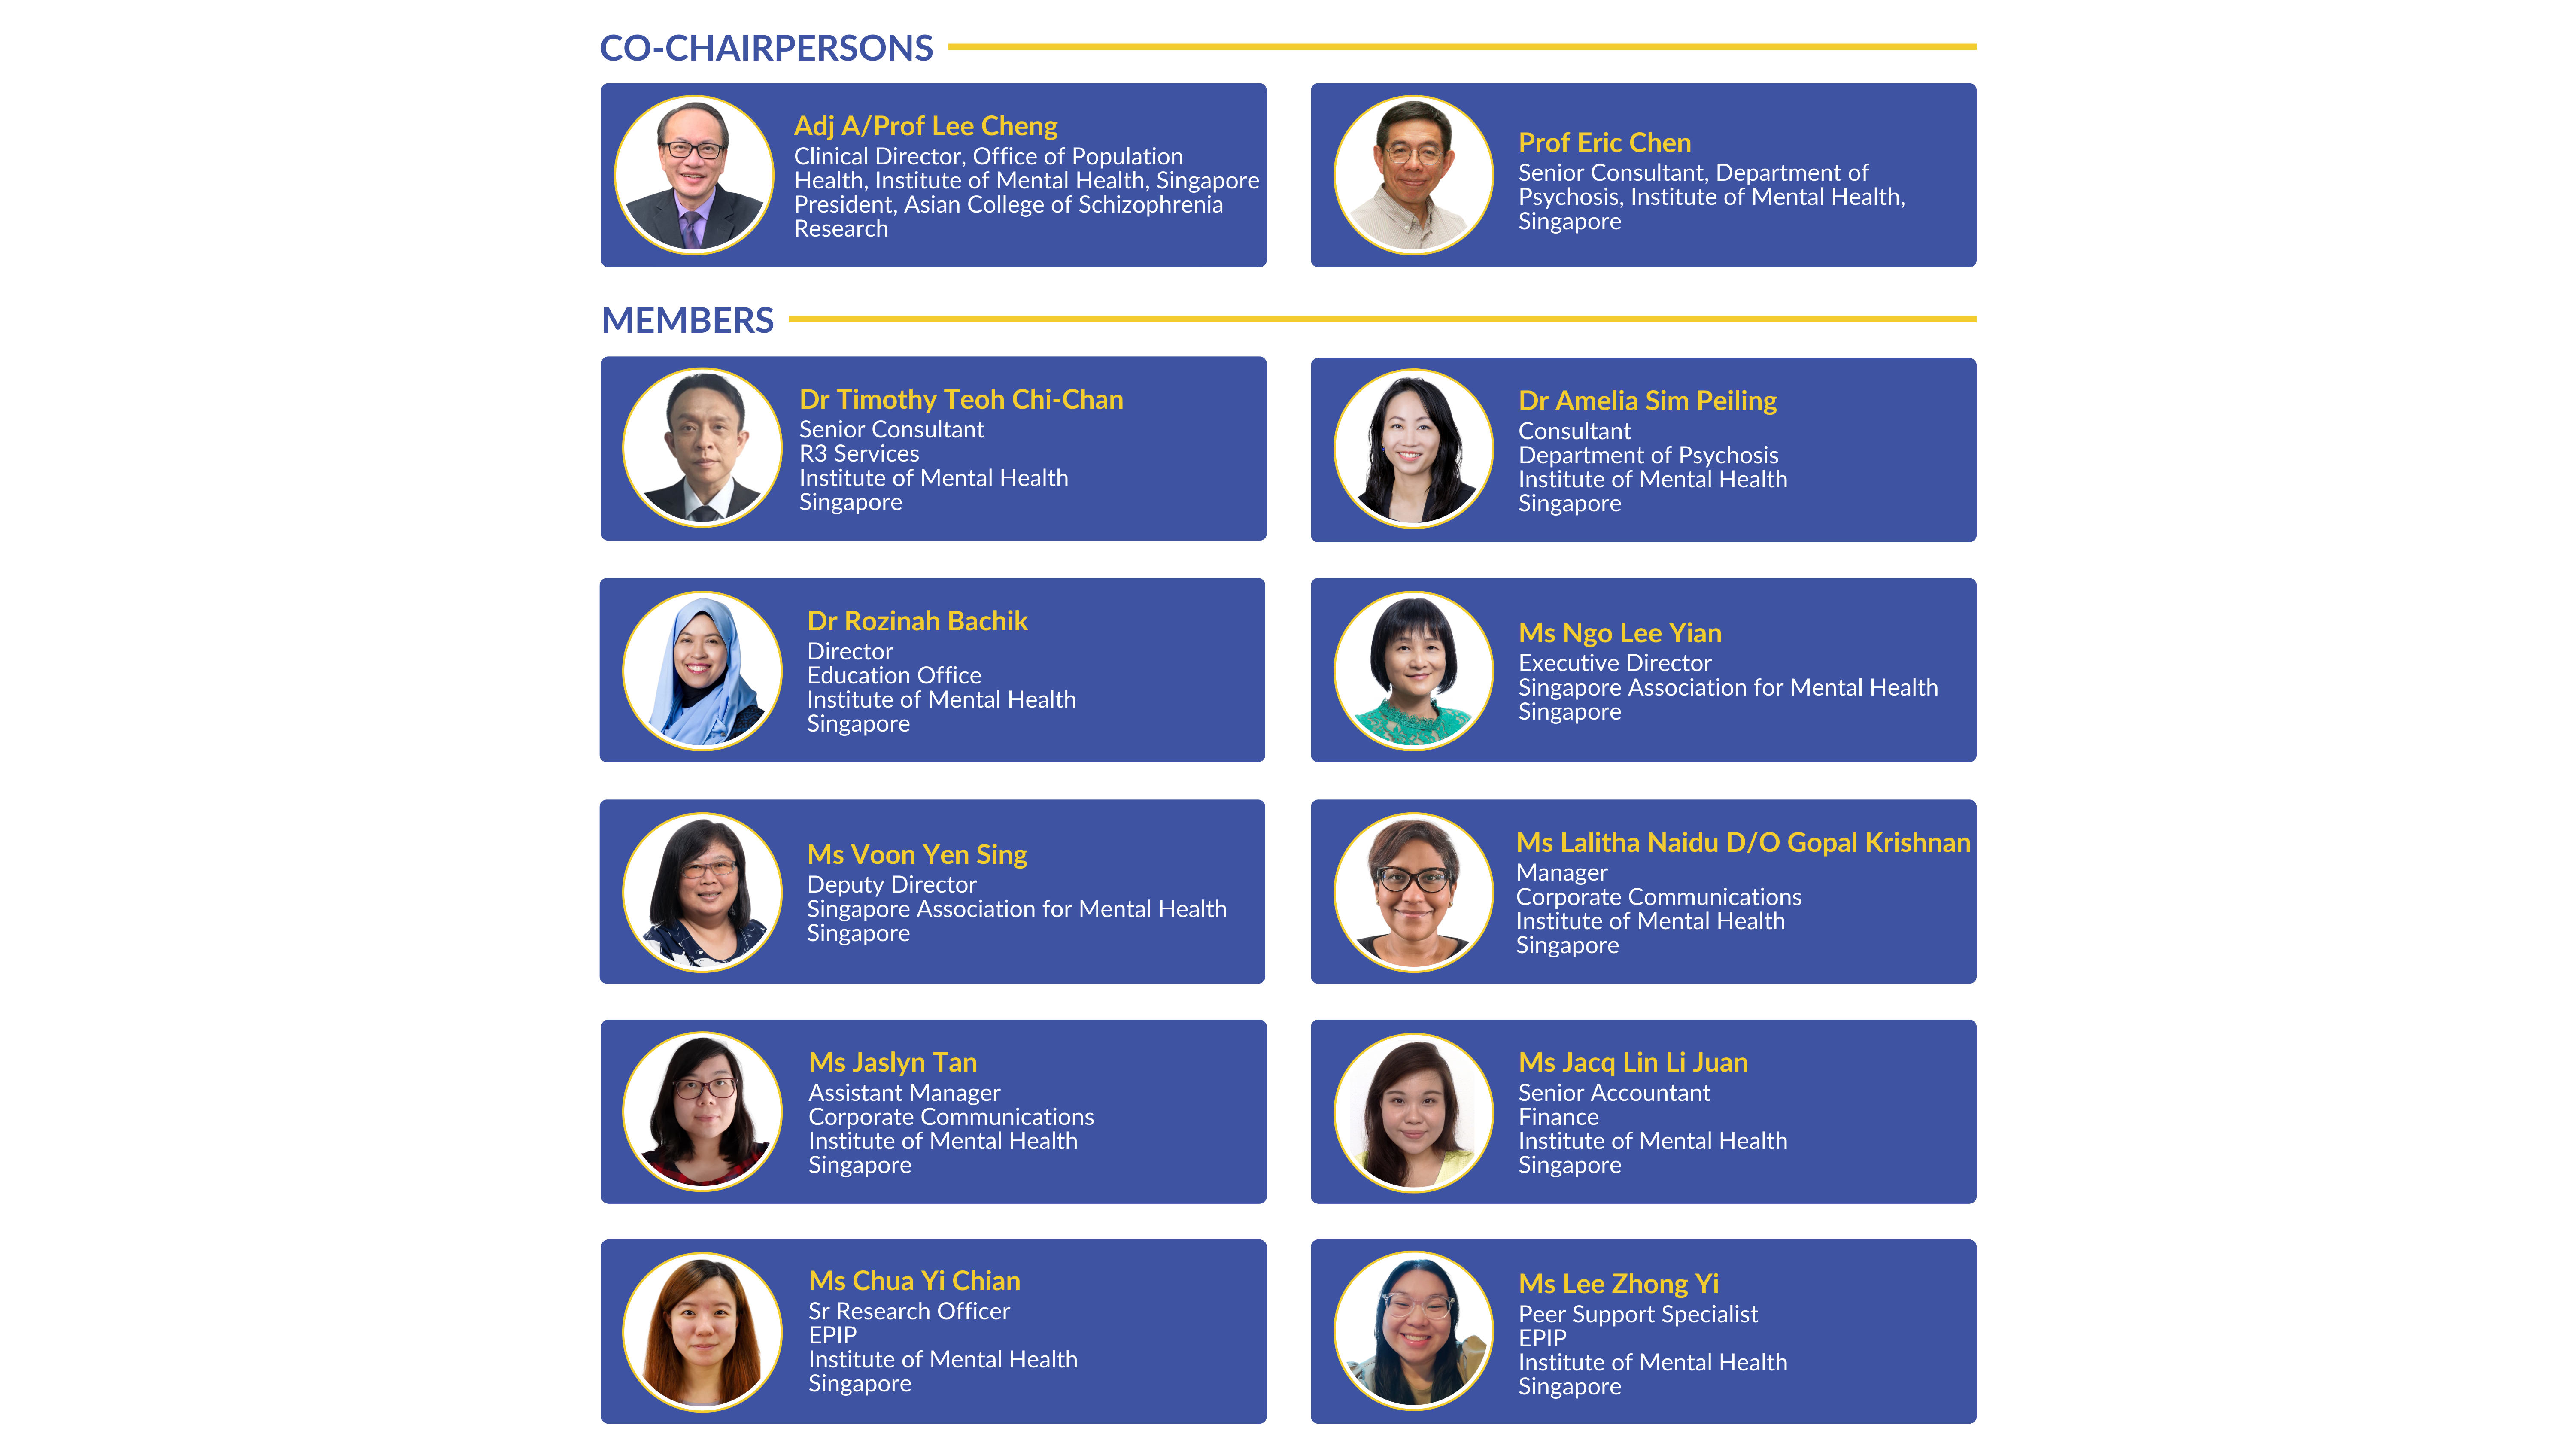 CO-CHAIRPERSONS
Adj A/Prof Lee Cheng
Clinical Director, Office of Population
Health, Institute of Mental Health, Singapore
President, Asian College of Schizophrenia
Research
Prof Eric Chen
Senior Consultant, Department of
Psychosis, Institute of Mental Health,
Singapore
MEMBERS
Dr Timothy Teoh Chi-Chan
Senior Consultant
R3 Services
Institute of Mental Health
Singapore
Dr Amelia Sim Peiling
Consultant
Department of Psychosis
Institute of Mental Health
Singapore
Dr Rozinah Bachik
Director
Education Office
Institute of Mental Health
Singapore
Ms Ngo Lee Yian
Executive Director
Singapore Association for Mental Health
Singapore
Ms Voon Yen Sing
Deputy Director
Singapore Association for Mental Health
Singapore
Ms Lalitha Naidu D/O Gopal Krishnan
Manager
Corporate Communications
Institute of Mental Health
Singapore
Ms Jaslyn Tan
Assistant Manager
Corporate Communications
Institute of Mental Health
Singapore
Ms Jacq Lin Li Juan
Senior Accountant
Finance
Institute of Mental Health
Singapore
Ms Chua Yi Chian
Sr Research Officer
EPIP
Institute of Mental Health
Singapore
Ms Lee Zhong Yi
Peer Support Specialist
EPIP
Institute of Mental Health
Singapore